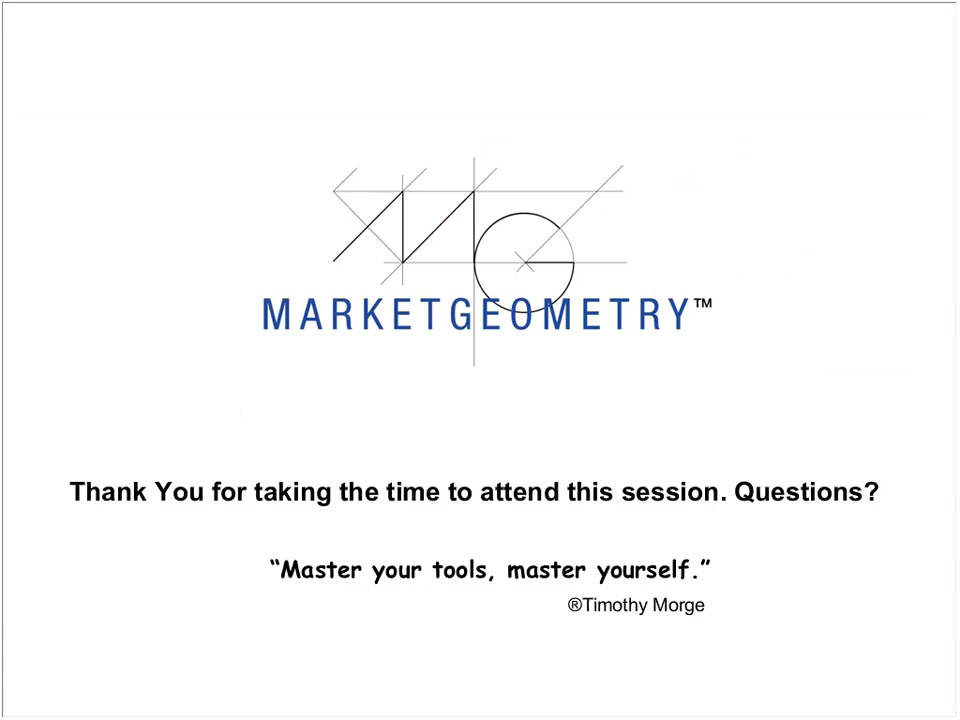 MARKETGEOMETRY™
Thank You for taking the time to attend this session. Questions?
“Master your tools, master yourself.”
®Timothy Morge